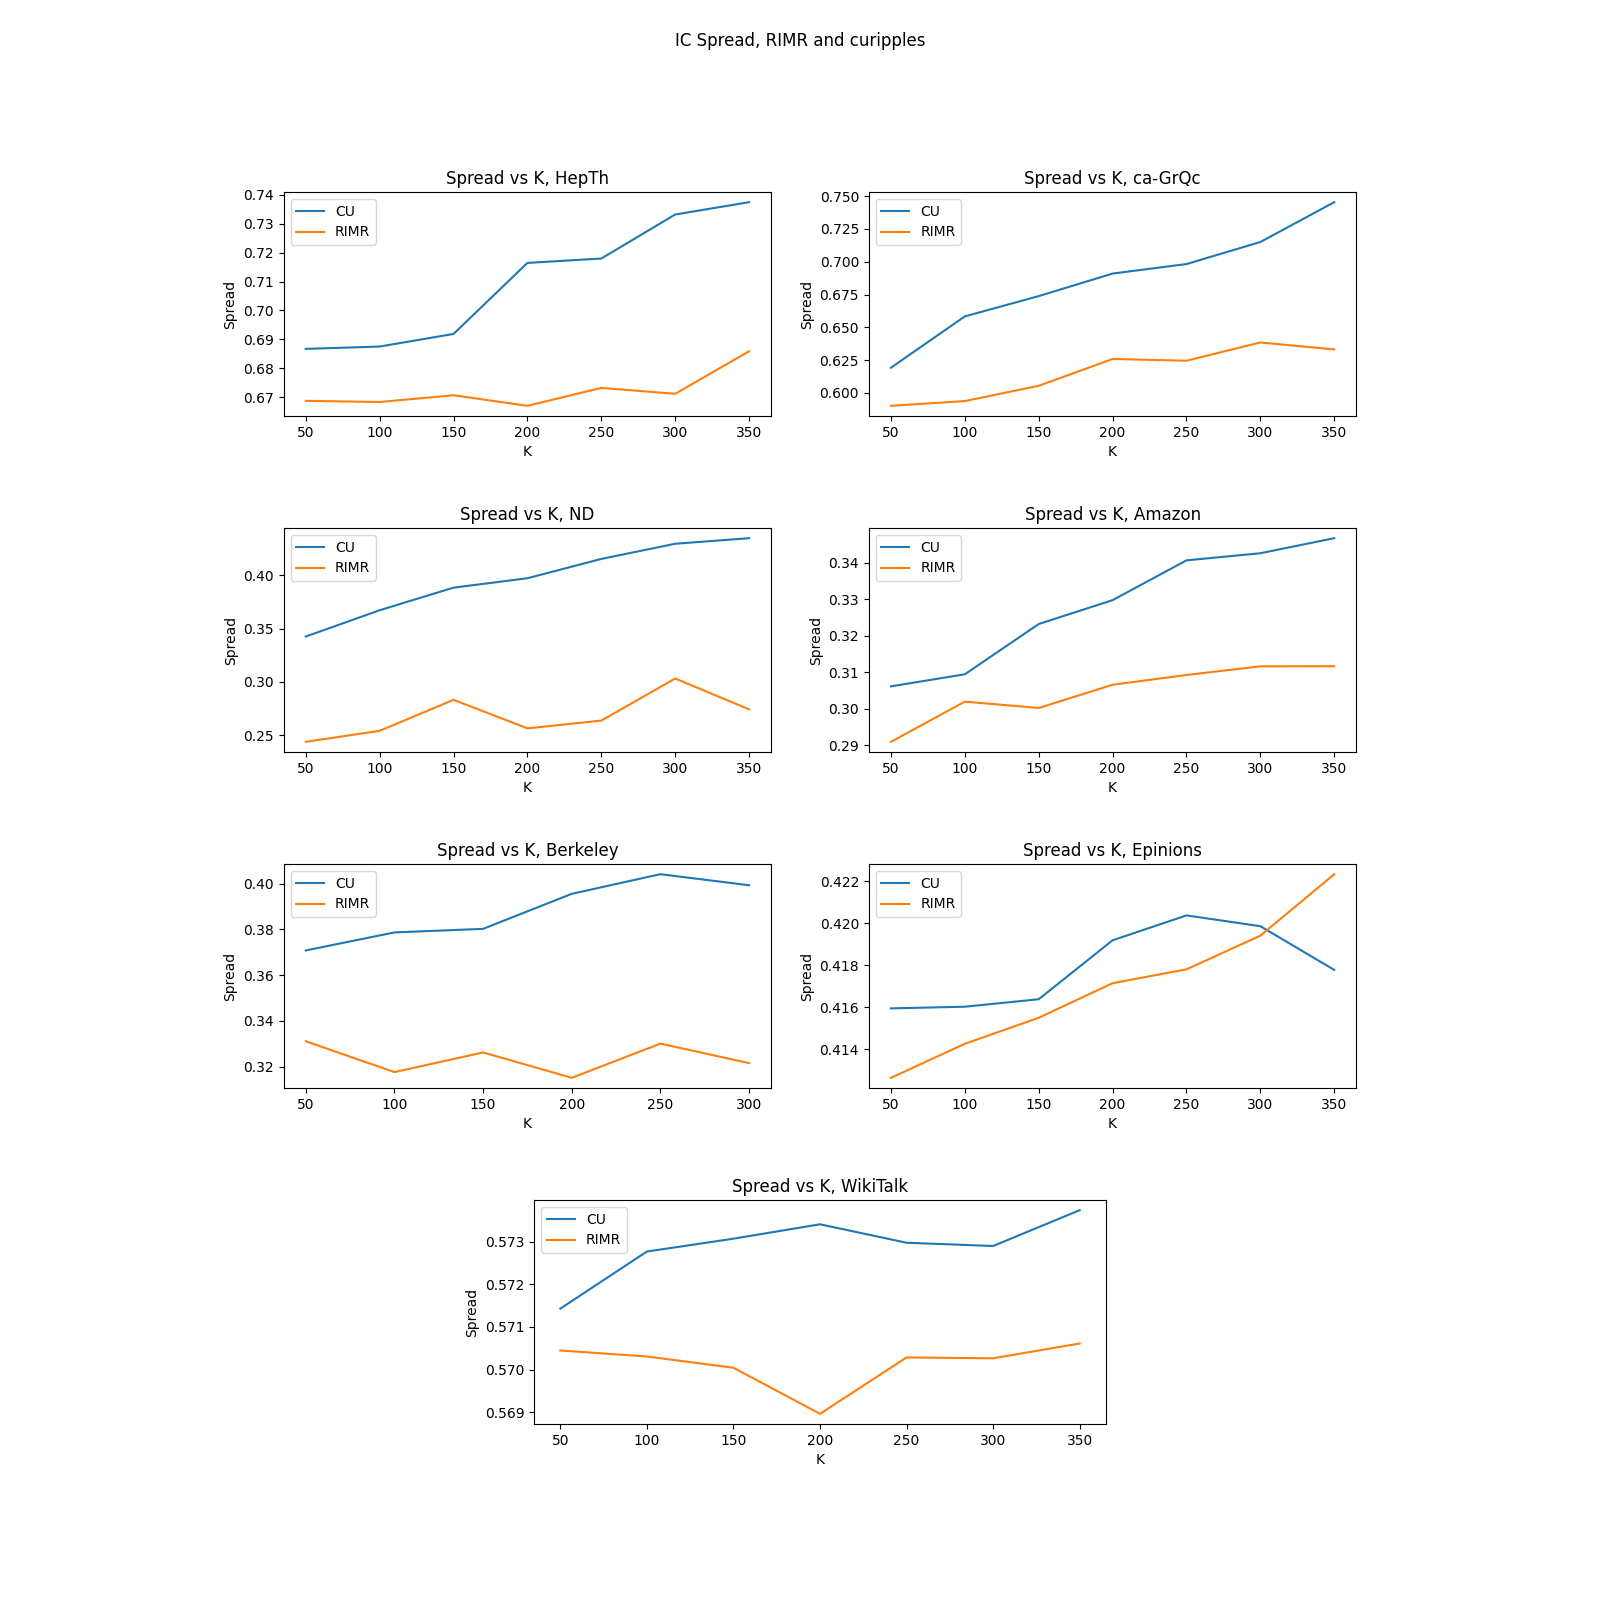 IC Spread, RIMR and curipples
Spread vs K, HepTh
CU
RIMR
Spread
0.74
0.73
0.72
0.71
0.70
0.69
0.68
0.67
50 100 150 200 250 300 350
K
Spread vs K, ca-GrQc
CU
RIMR
Spread
0.750
0.725
0.700
0.675
0.650
0.625
0.600
50 100 150 200 250 300 350
K
Spread vs K, ND
CU
RIMR
Spread
0.40
0.35
0.30
0.25
50 100 150 200 250 300 350
K
Spread vs K, Amazon
CU
RIMR
Spread
0.34
0.33
0.32
0.31
0.30
0.29
50 100 150 200 250 300 350
K
Spread vs K, Berkeley
CU
RIMR
Spread
0.40
0.38
0.36
0.34
0.32
50 100 150 200 250 300
K
Spread vs K, Epinions
CU
RIMR
Spread
0.422
0.420
0.418
0.416
0.414
50 100 150 200 250 300 350
K
Spread vs K, WikiTalk
CU
RIMR
Spread
0.573
0.572
0.571
0.570
0.569
50 100 150 200 250 300 350
K